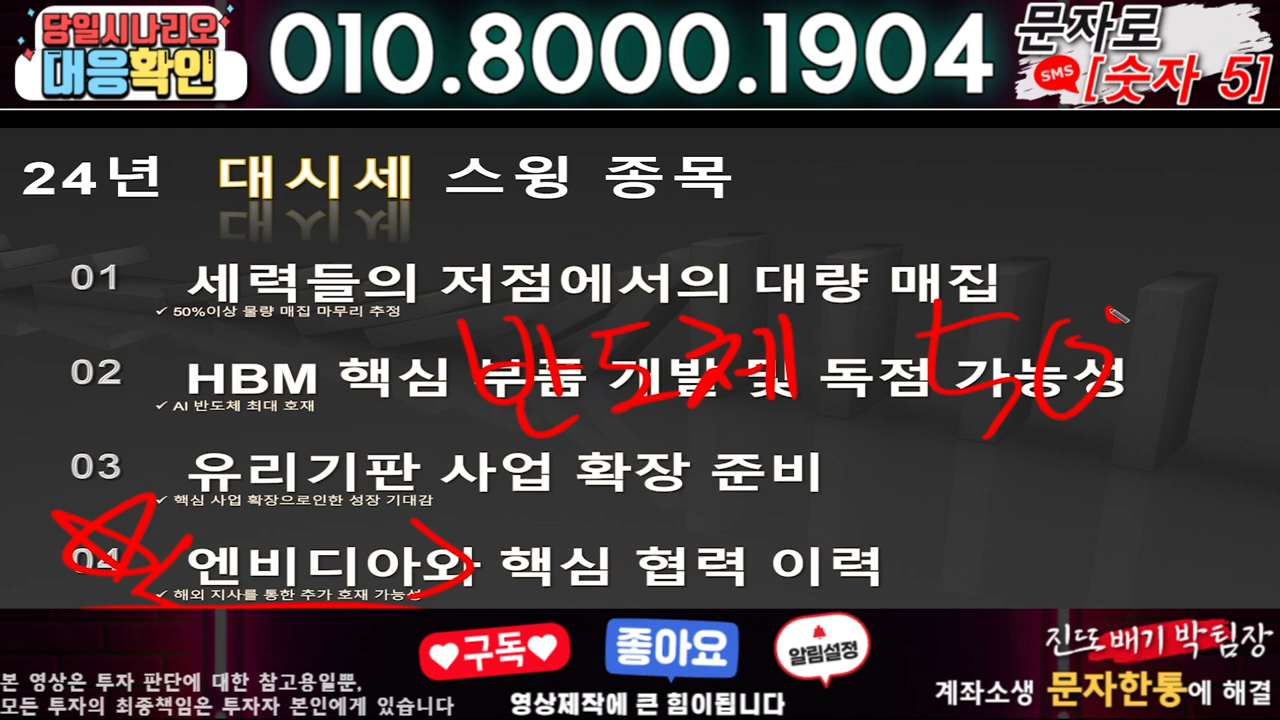 당일시나리오
대응확인
010.8000.1904
문자로
SMS
[숫자 5]
24년 대시세 스윙 종목
01 세력들의 저점에서의 대량 매집
✓ 50%이상 물량 매집 마무리 추정
02 HBM 핵심 부품 개발 및 독점 가능성
✓ AI 반도체 최대 호재
반도체 50
03 유리기판 사업 확장 준비
✓ 핵심 사업 확장으로인한 성장 기대감
04 엔비디아와 핵심 협력 이력
✓ 해외 지사를 통한 추가 호재 가능성
구독
좋아요
알림설정
영상제작에 큰 힘이됩니다
본 영상은 투자 판단에 대한 참고용일뿐,
모든 투자의 최종책임은 투자자 본인에게 있습니다
진또배기 박팀장
계좌소생 문자한통에 해결